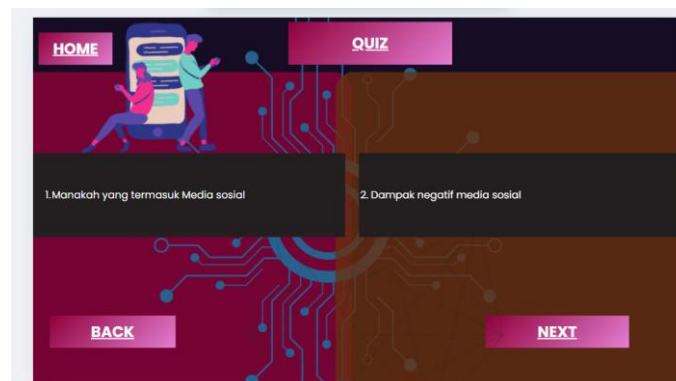 HOME
QUIZ
1.Manakah yang termasuk Media sosial
2. Dampak negatif media sosial
BACK
NEXT